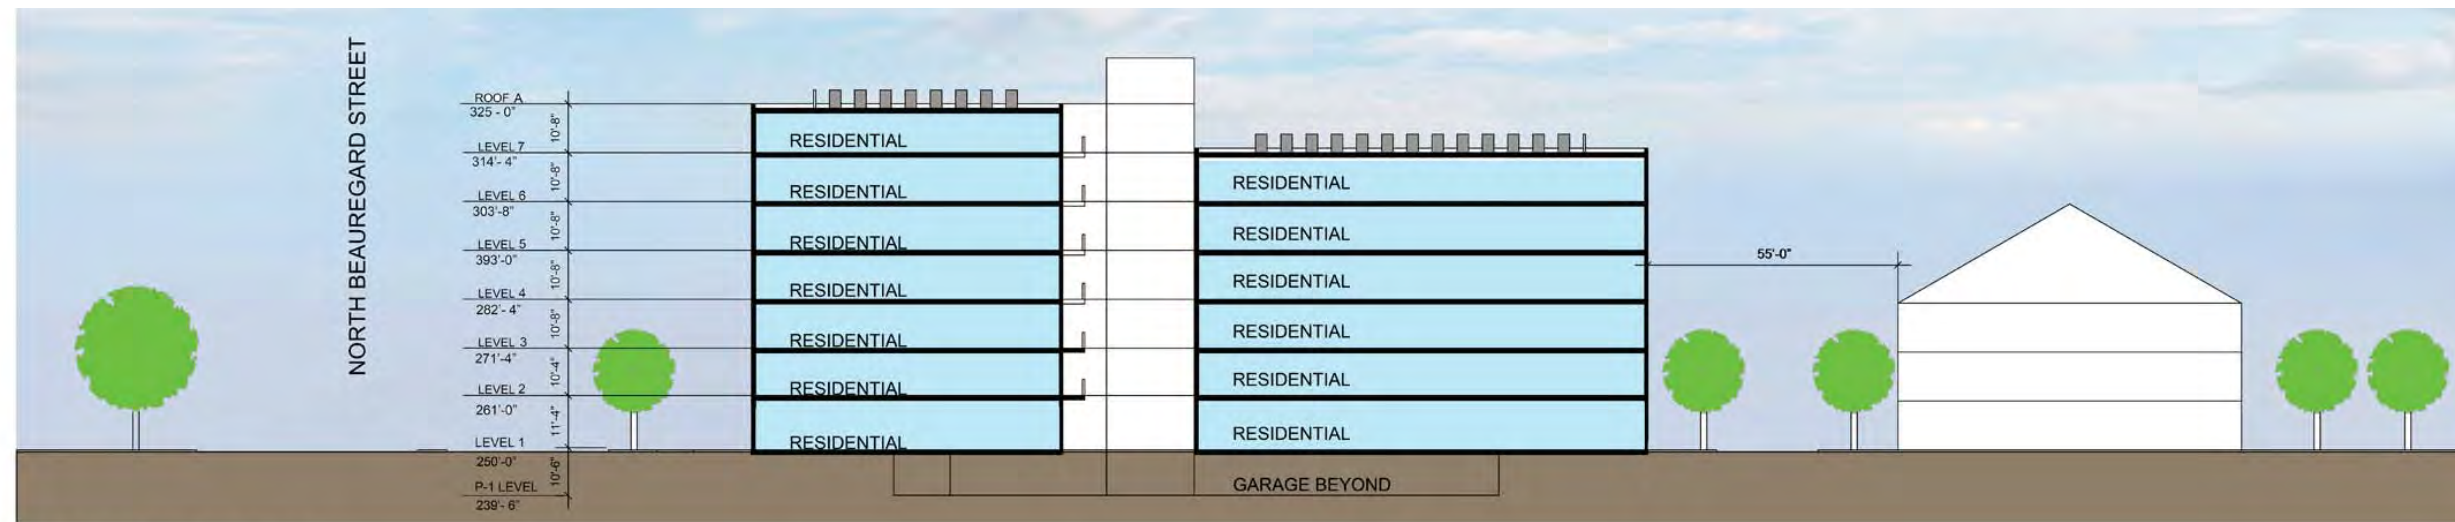 NORTH BEAUREGARD STREET
ROOF A
325 - 0"
10'-8"
LEVEL 7
314'- 4"
10'-8"
LEVEL 6
303'-8"
10'-8"
LEVEL 5
393'-0"
10'-8"
LEVEL 4
282'- 4"
10'-8"
LEVEL 3
271'-4"
10'-4"
LEVEL 2
261'-0"
11'-4"
LEVEL 1
250'-0"
10'-6"
P-1 LEVEL
239'- 6"
RESIDENTIAL
RESIDENTIAL
RESIDENTIAL
RESIDENTIAL
RESIDENTIAL
RESIDENTIAL
RESIDENTIAL
RESIDENTIAL
RESIDENTIAL
RESIDENTIAL
RESIDENTIAL
RESIDENTIAL
RESIDENTIAL
GARAGE BEYOND
55'-0"